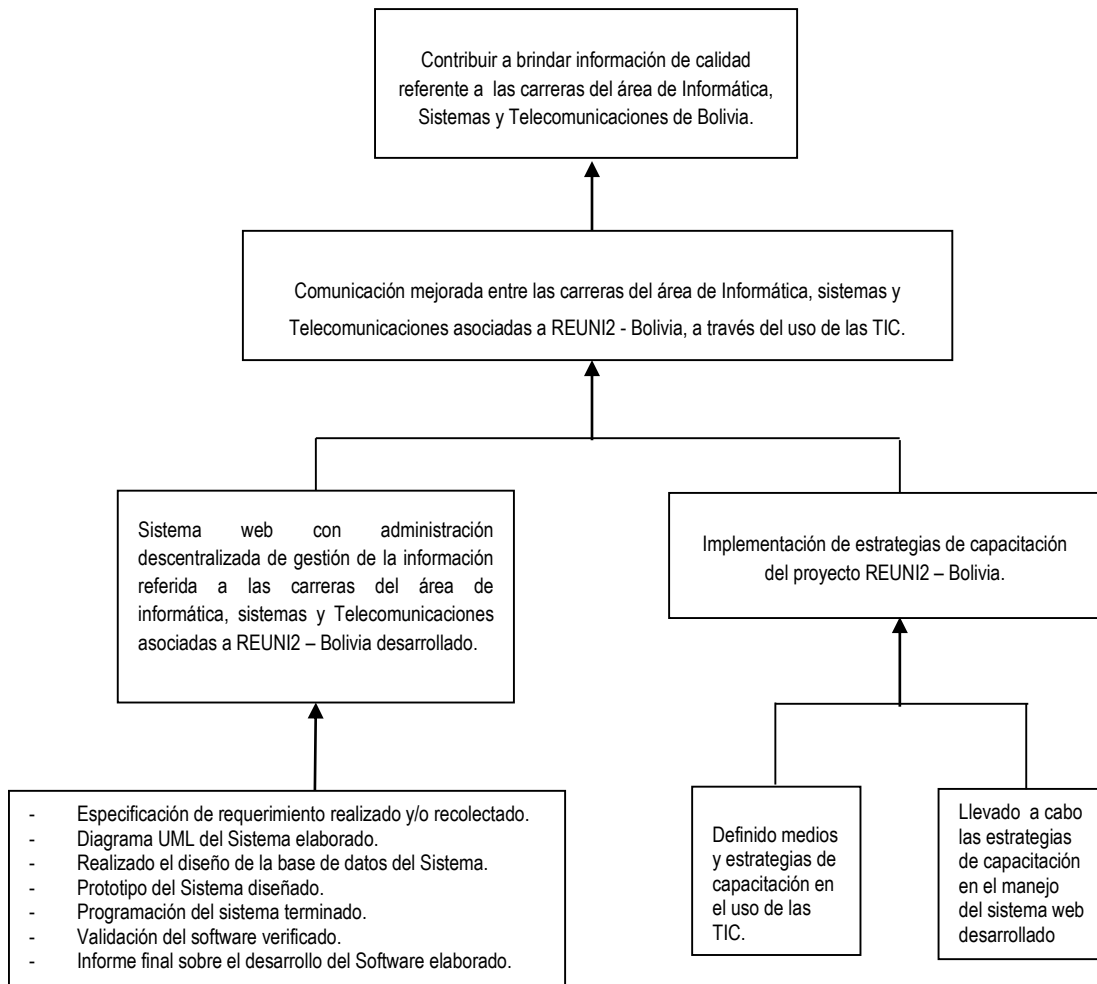 Contribuir a brindar información de calidad
referente a las carreras del área de Informática,
Sistemas y Telecomunicaciones de Bolivia.
Comunicación mejorada entre las carreras del área de Informática, sistemas y
Telecomunicaciones asociadas a REUNI2 - Bolivia, a través del uso de las TIC.
Sistema web con administración
descentralizada de gestión de la información
referida a las carreras del área de
informática, sistemas y Telecomunicaciones
asociadas a REUNI2 – Bolivia desarrollado.
Implementación de estrategias de capacitación
del proyecto REUNI2 – Bolivia.
- Especificación de requerimiento realizado y/o recolectado.
- Diagrama UML del Sistema elaborado.
- Realizado el diseño de la base de datos del Sistema.
- Prototipo del Sistema diseñado.
- Programación del sistema terminado.
- Validación del software verificado.
- Informe final sobre el desarrollo del Software elaborado.
Definido medios
y estrategias de
capacitación en
el uso de las
TIC.
Llevado a cabo
las estrategias
de capacitación
en el manejo
del sistema web
desarrollado